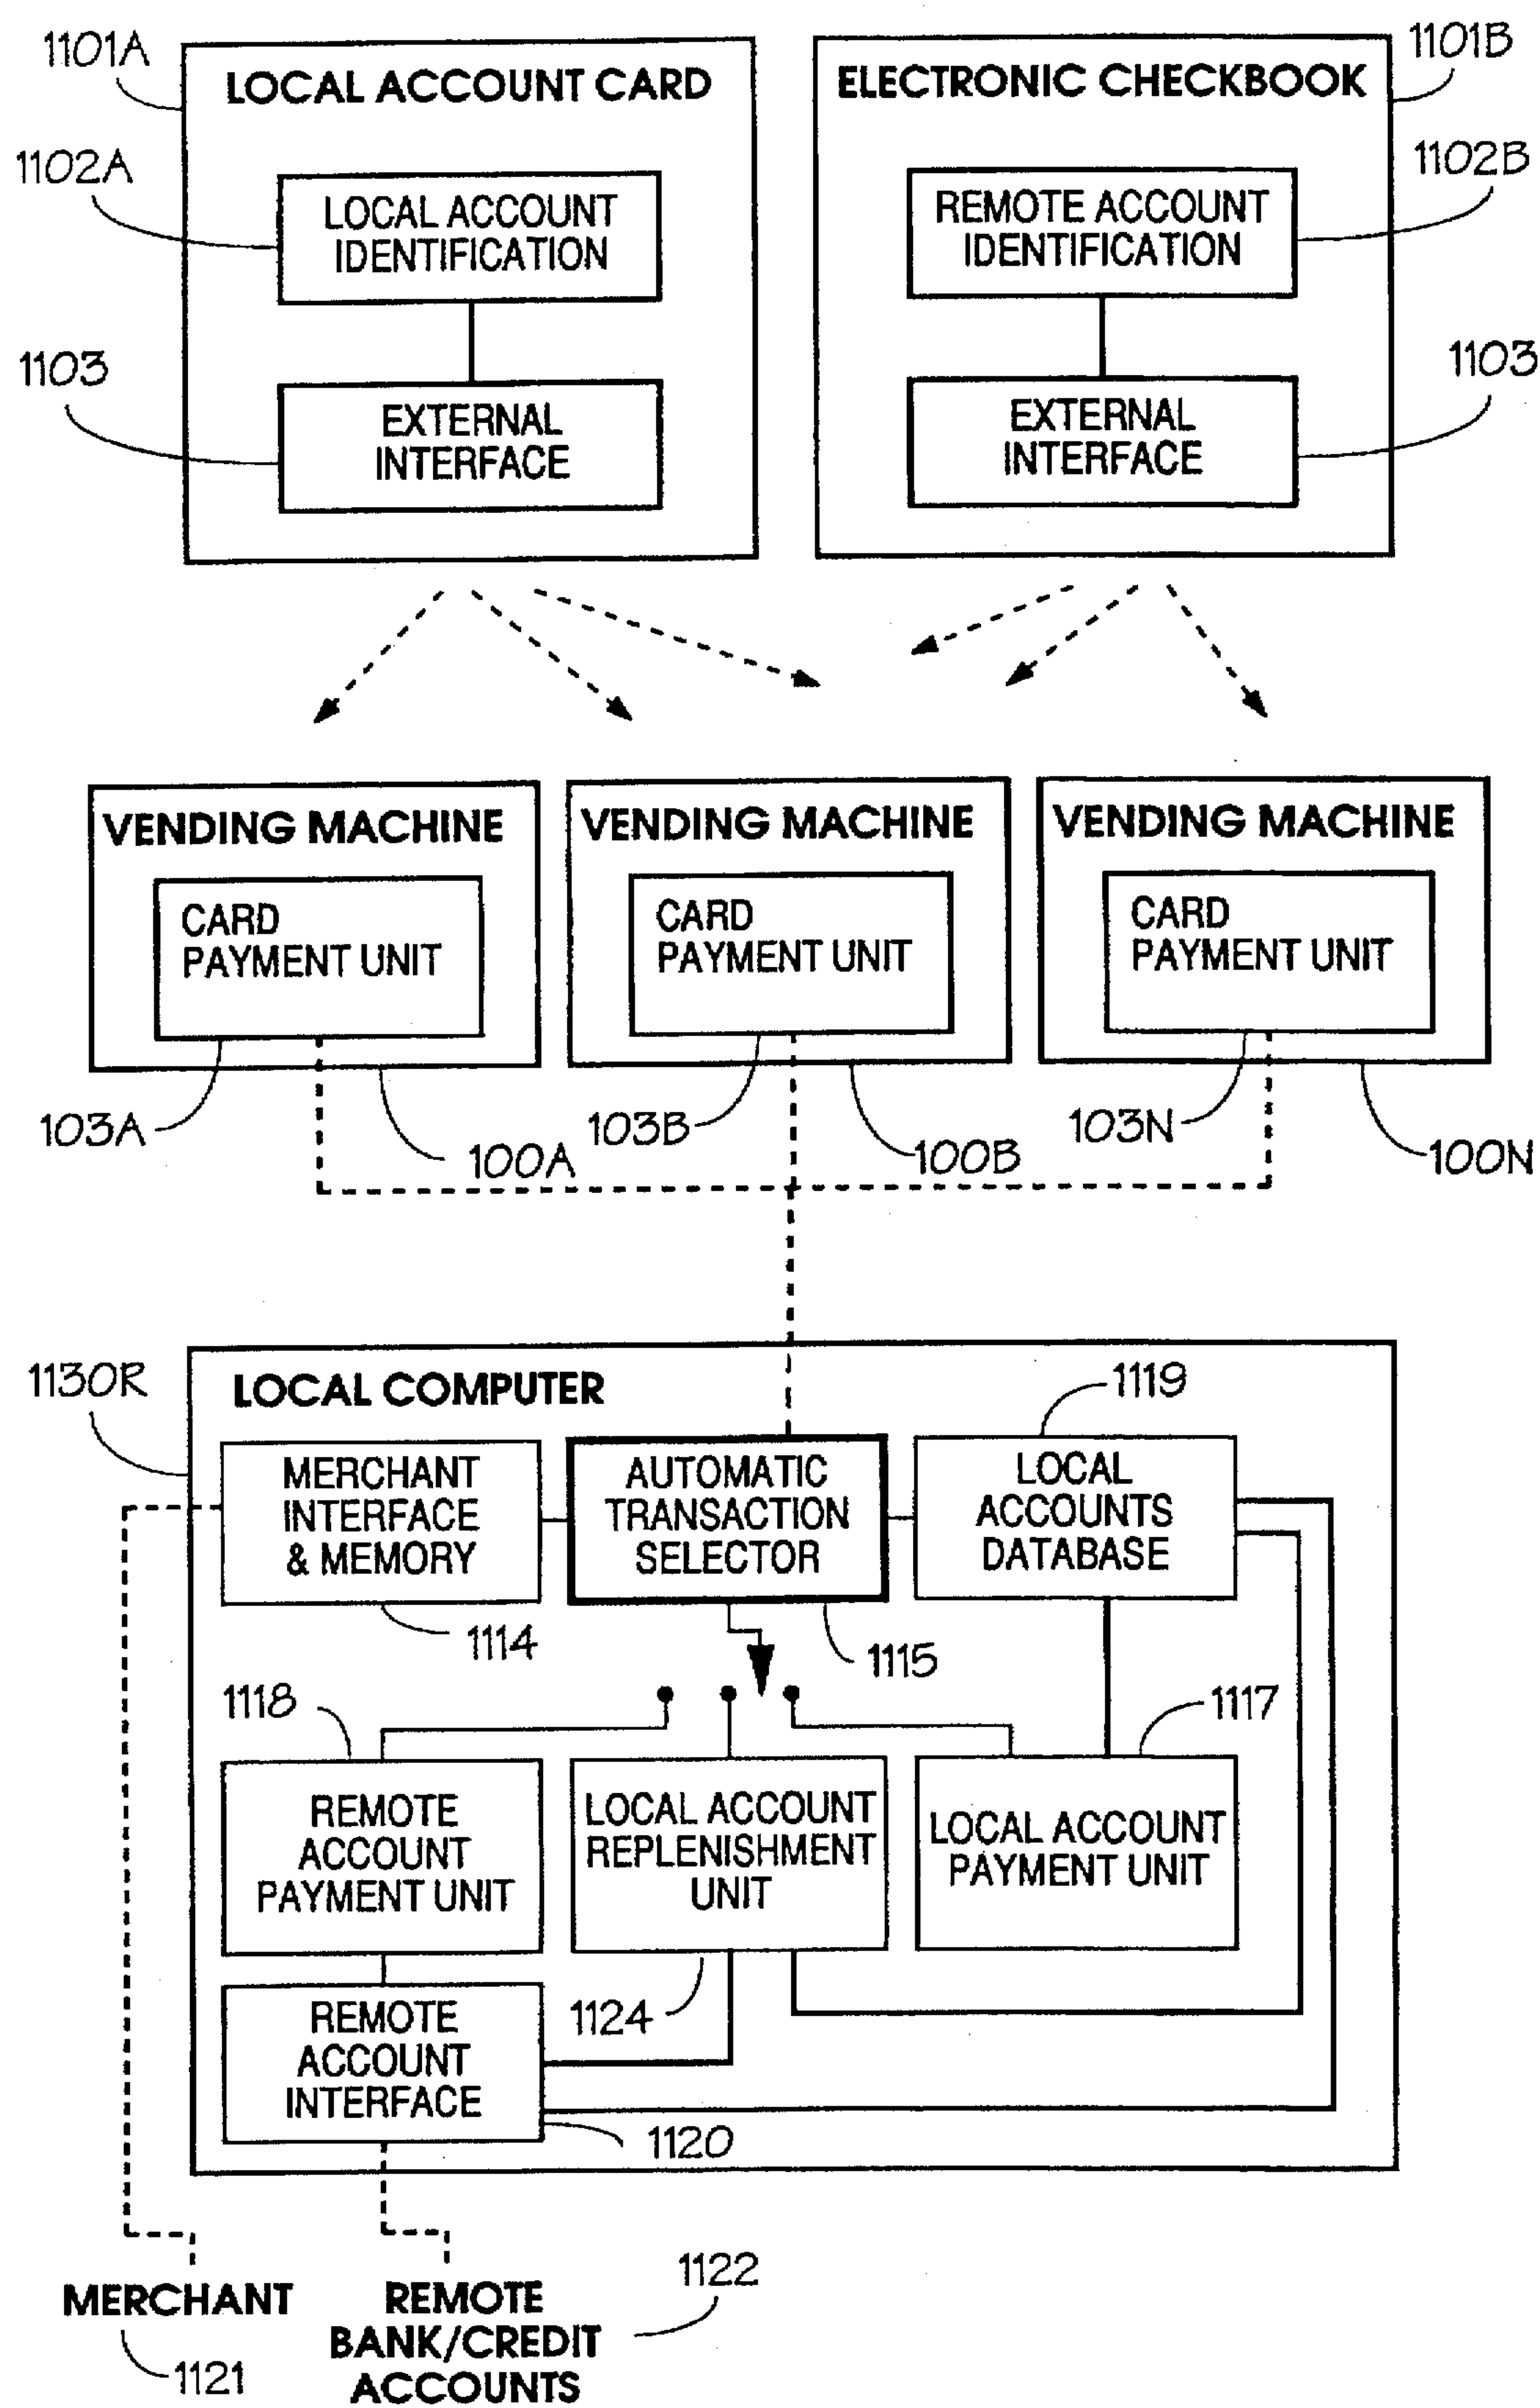 1101A
LOCAL ACCOUNT CARD
1102A
LOCAL ACCOUNT
IDENTIFICATION
1103
EXTERNAL
INTERFACE
1101B
ELECTRONIC CHECKBOOK
1102B
REMOTE ACCOUNT
IDENTIFICATION
1103
EXTERNAL
INTERFACE
VENDING MACHINE
CARD
PAYMENT UNIT
103A
100A
VENDING MACHINE
CARD
PAYMENT UNIT
103B
100B
VENDING MACHINE
CARD
PAYMENT UNIT
103N
100N
1130R
LOCAL COMPUTER
1119
MERCHANT
INTERFACE
& MEMORY
1114
AUTOMATIC
TRANSACTION
SELECTOR
1115
LOCAL
ACCOUNTS
DATABASE
1118
1117
REMOTE
ACCOUNT
PAYMENT UNIT
LOCAL ACCOUNT
REPLENISHMENT
UNIT
LOCAL ACCOUNT
PAYMENT UNIT
1124
REMOTE
ACCOUNT
INTERFACE
1120
MERCHANT
1121
REMOTE
BANK/CREDIT
ACCOUNTS
1122